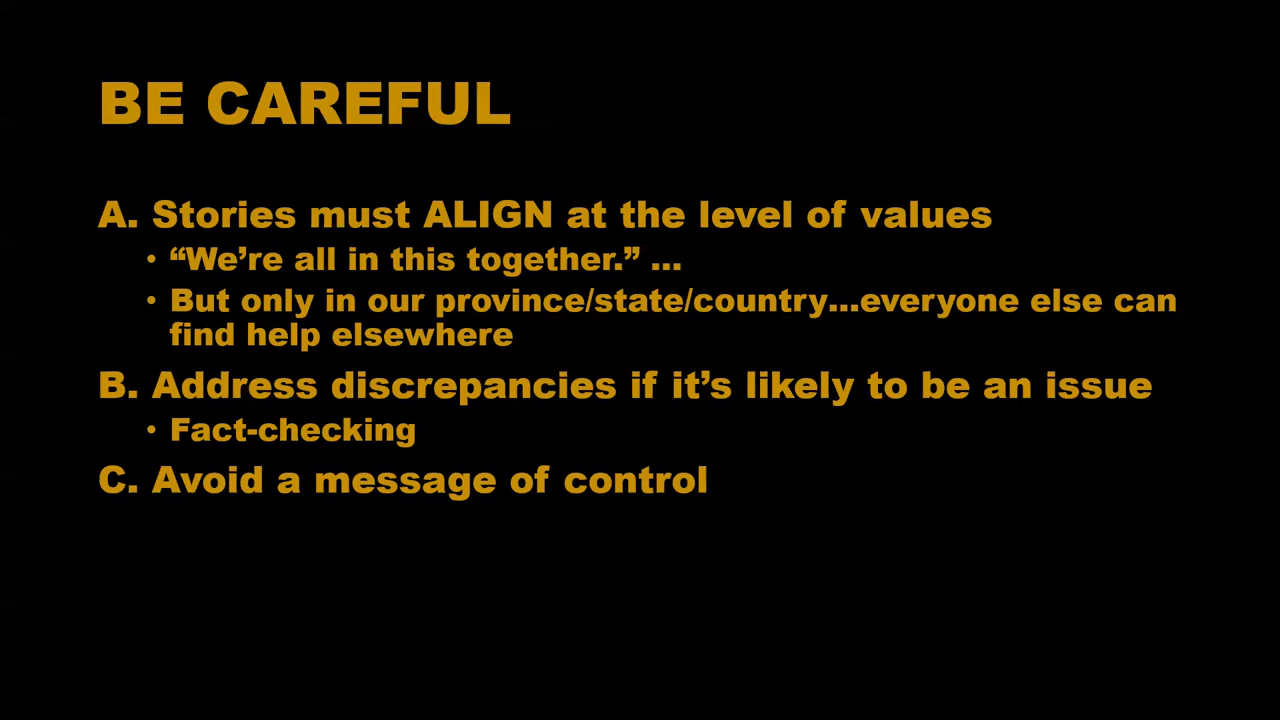 BE CAREFUL
A. Stories must ALIGN at the level of values
• “We’re all in this together.” ...
• But only in our province/state/country...everyone else can
find help elsewhere
B. Address discrepancies if it’s likely to be an issue
• Fact-checking
C. Avoid a message of control